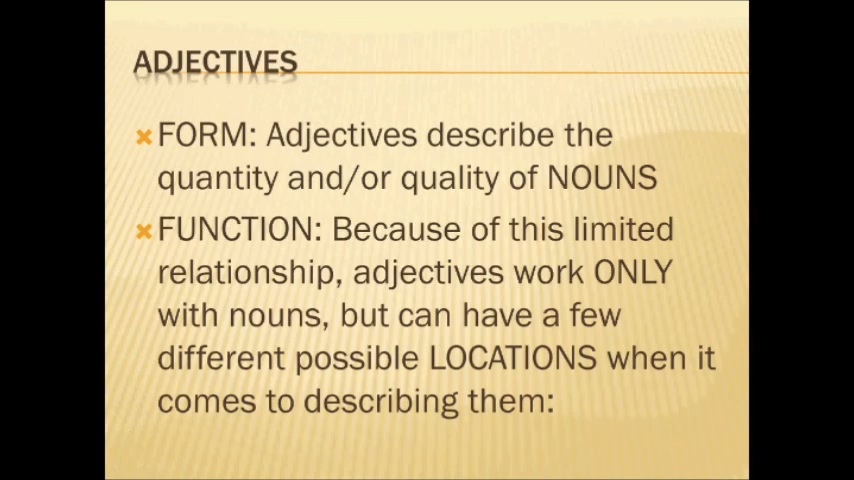 ADJECTIVES
FORM: Adjectives describe the
quantity and/or quality of NOUNS
FUNCTION: Because of this limited
relationship, adjectives work ONLY
with nouns, but can have a few
different possible LOCATIONS when it
comes to describing them: